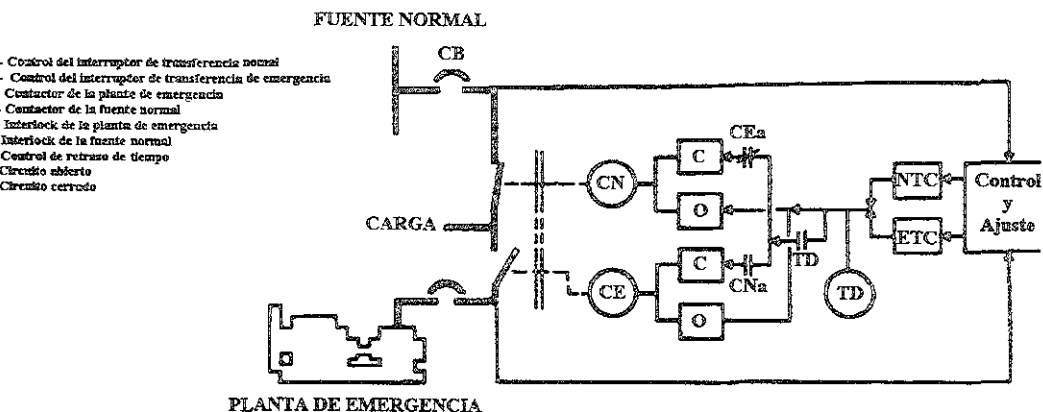 FUENTE NORMAL
CB
- Control del interruptor de transferencia normal
- Control del interruptor de transferencia de emergencia
Contactor de la planta de emergencia
- Contactor de la fuente normal
Interlock de la planta de emergencia
Interlock de la fuente normal
Control de retraso de tiempo
Circuito abierto
Circuito cerrado
CEa
C
CN
NTC
Control
y
Ajuste
O
CARGA
ETC
C
TD
CNa
CE
TD
O
PLANTA DE EMERGENCIA